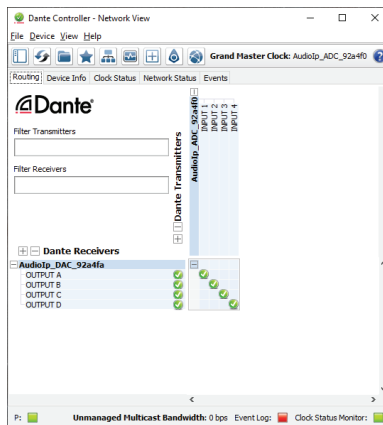 Dante Controller - Network View
File Device View Help
Grand Master Clock: AudioIp_ADC_92a4f0
?
Routing Device Info Clock Status Network Status Events
Dante®
Filter Transmitters
Filter Receivers
Dante Transmitters
AudioIp_ADC_92a4f0
INPUT 1
INPUT 2
INPUT 3
INPUT 4
Dante Receivers
AudioIp_DAC_92a4fa
OUTPUT A
OUTPUT B
OUTPUT C
OUTPUT D
P: Unmanaged Multicast Bandwidth: 0 bps Event Log: Clock Status Monitor: